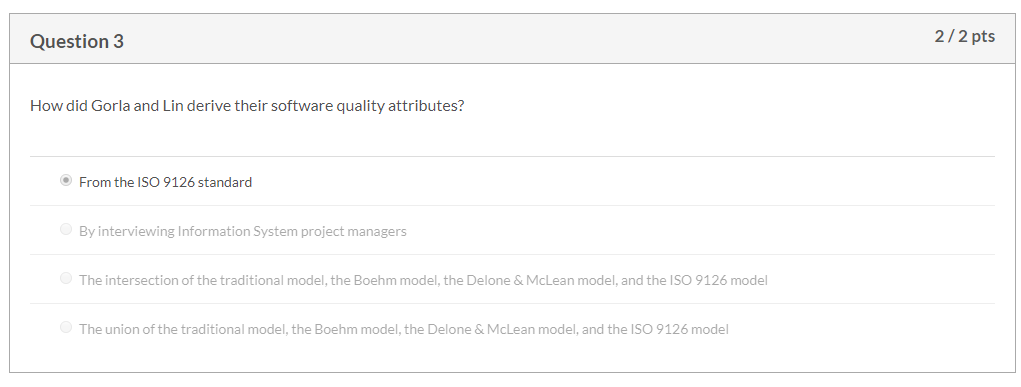 Question 3
2 / 2 pts
How did Gorla and Lin derive their software quality attributes?
From the ISO 9126 standard
By interviewing Information System project managers
The intersection of the traditional model, the Boehm model, the Delone & McLean model, and the ISO 9126 model
The union of the traditional model, the Boehm model, the Delone & McLean model, and the ISO 9126 model